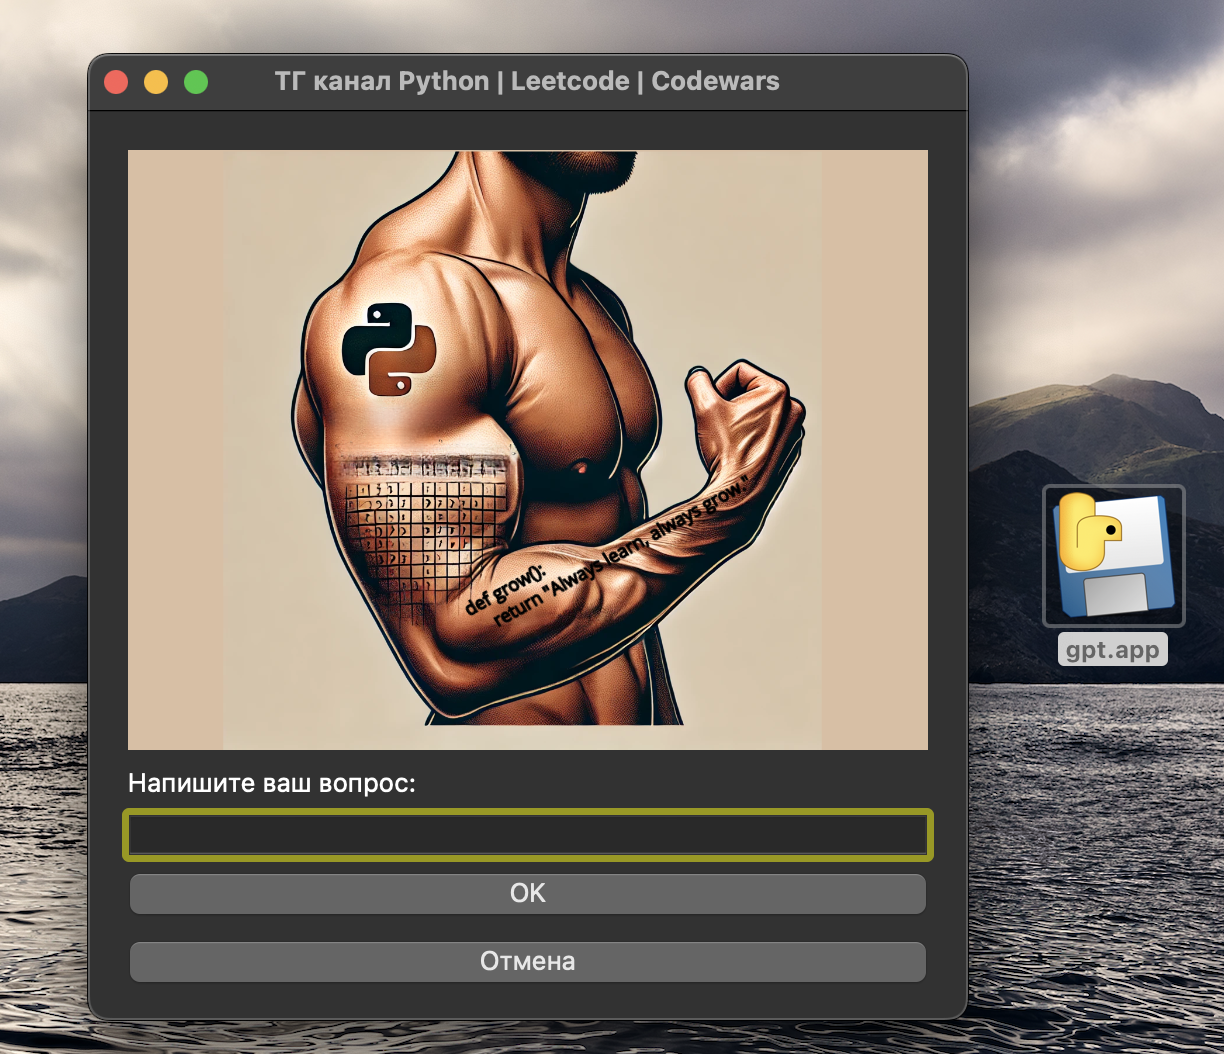 ТГ канал Python | Leetcode | Codewars
def grow():
return "Always learn, always grow."
gpt.app
Напишите ваш вопрос:
OK
Отмена